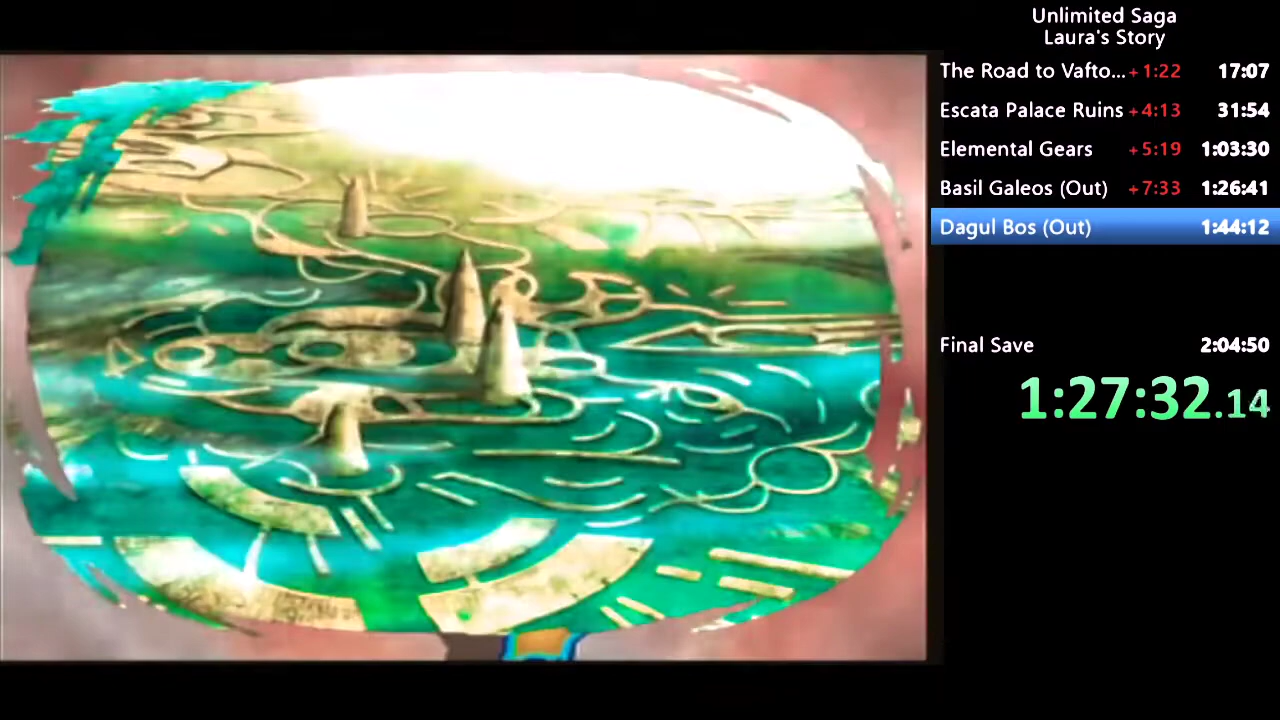 Unlimited Saga
Laura's Story
The Road to Vafto... + 1:22 17:07
Escata Palace Ruins + 4:13 31:54
Elemental Gears + 5:19 1:03:30
Basil Galeos (Out) + 7:33 1:26:41
Dagul Bos (Out) 1:44:12
Final Save 2:04:50
1:27:32.14